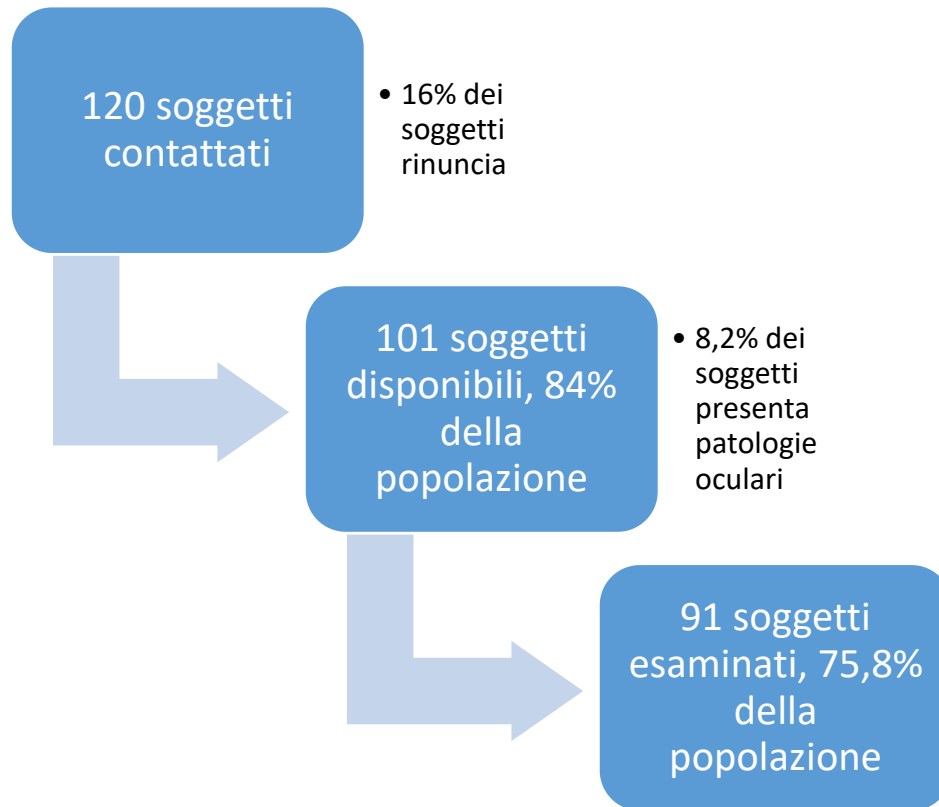 120 soggetti
contattati
• 16% dei
soggetti
rinuncia
101 soggetti
disponibili, 84%
della
popolazione
• 8,2% dei
soggetti
presenta
patologie
oculari
91 soggetti
esaminati, 75,8%
della
popolazione